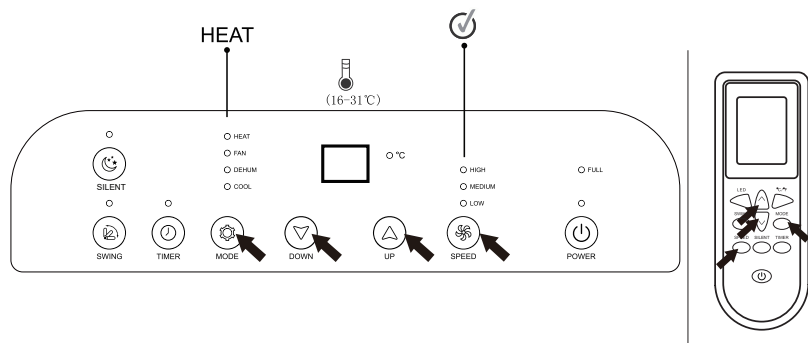 HEAT
(16-31℃)
HEAT
FAN
DEHUM
COOL
°C
HIGH
MEDIUM
LOW
FULL
SILENT
SWING
TIMER
MODE
DOWN
UP
SPEED
POWER
LED
°C/°F
MODE
SPEED
SILENT
TIMER